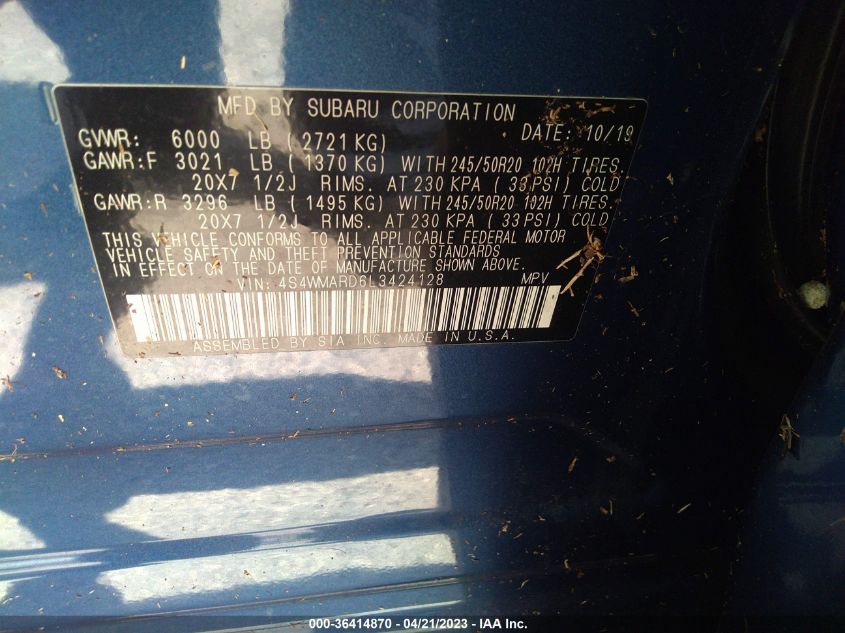 MFD BY SUBARU CORPORATION
GVWR: 6000 LB ( 2721 KG) DATE: 10/19
GAWR:F 3021 LB ( 1370 KG) WITH 245/50R20 102H TIRES,
20X7 1/2J RIMS. AT 230 KPA ( 33 PSI) COLD
GAWR:R 3296 LB ( 1495 KG) WITH 245/50R20 102H TIRES.
20X7 1/2J RIMS. AT 230 KPA ( 33 PSI) COLD
THIS VEHICLE CONFORMS TO ALL APPLICABLE FEDERAL MOTOR
VEHICLE SAFETY AND THEFT PREVENTION STANDARDS
IN EFFECT ON THE DATE OF MANUFACTURE SHOWN ABOVE.
VIN: 4S4WMARD6L3424128 MPV
ASSEMBLED BY SIA INC. MADE IN U.S.A.
000-36414870 - 04/21/2023 - IAA Inc.